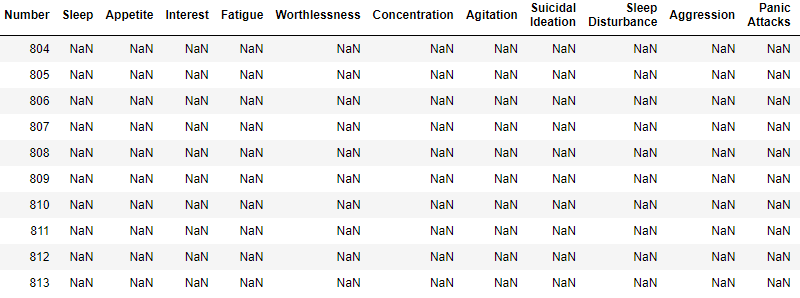 Number Sleep Appetite Interest Fatigue Worthlessness Concentration Agitation Suicidal Ideation Sleep Disturbance Aggression Panic Attacks
804 NaN NaN NaN NaN NaN NaN NaN NaN NaN NaN NaN
805 NaN NaN NaN NaN NaN NaN NaN NaN NaN NaN NaN
806 NaN NaN NaN NaN NaN NaN NaN NaN NaN NaN NaN
807 NaN NaN NaN NaN NaN NaN NaN NaN NaN NaN NaN
808 NaN NaN NaN NaN NaN NaN NaN NaN NaN NaN NaN
809 NaN NaN NaN NaN NaN NaN NaN NaN NaN NaN NaN
810 NaN NaN NaN NaN NaN NaN NaN NaN NaN NaN NaN
811 NaN NaN NaN NaN NaN NaN NaN NaN NaN NaN NaN
812 NaN NaN NaN NaN NaN NaN NaN NaN NaN NaN NaN
813 NaN NaN NaN NaN NaN NaN NaN NaN NaN NaN NaN